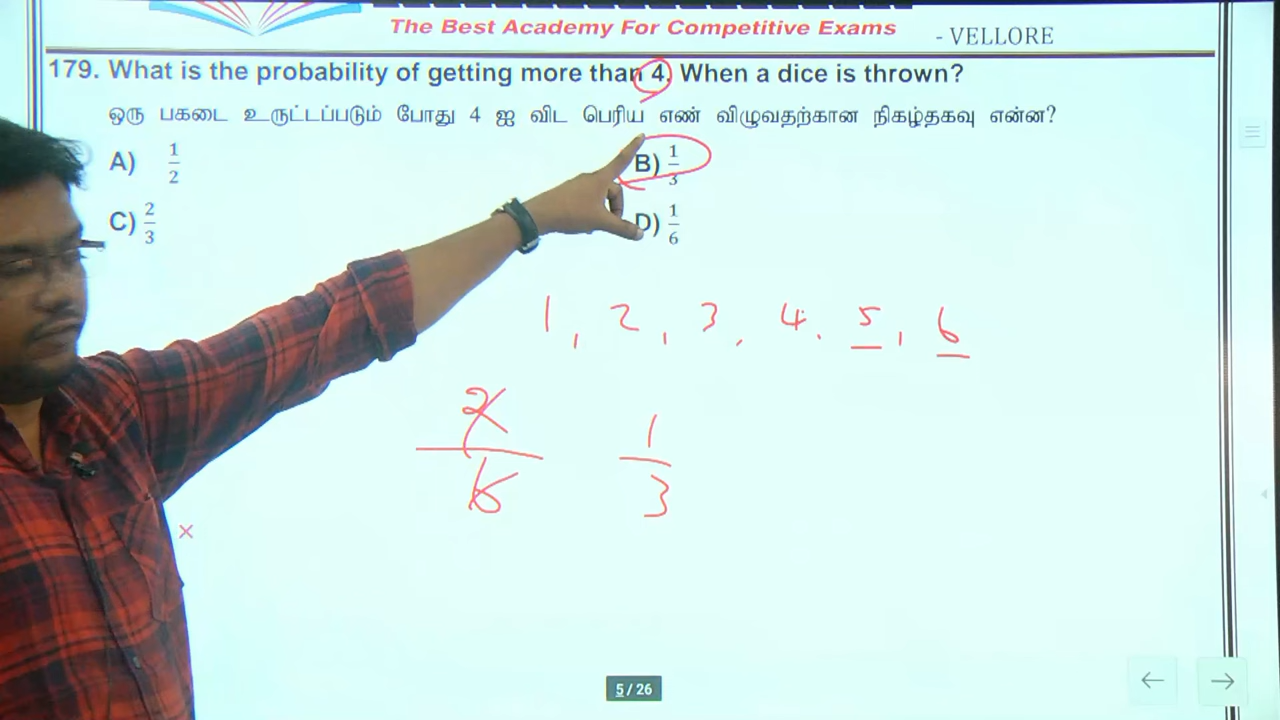 The Best Academy For Competitive Exams
- VELLORE
179. What is the probability of getting more than 4. When a dice is thrown?
ஒரு பகடை உருட்டப்படும் போது 4 ஐ விட பெரிய எண் விழுவதற்கான நிகழ்தகவு என்ன?
A) 1/2
B) 1/3
C) 2/3
D) 1/6
1, 2, 3, 4, 5, 6
2/6 1/3
×
5 / 26